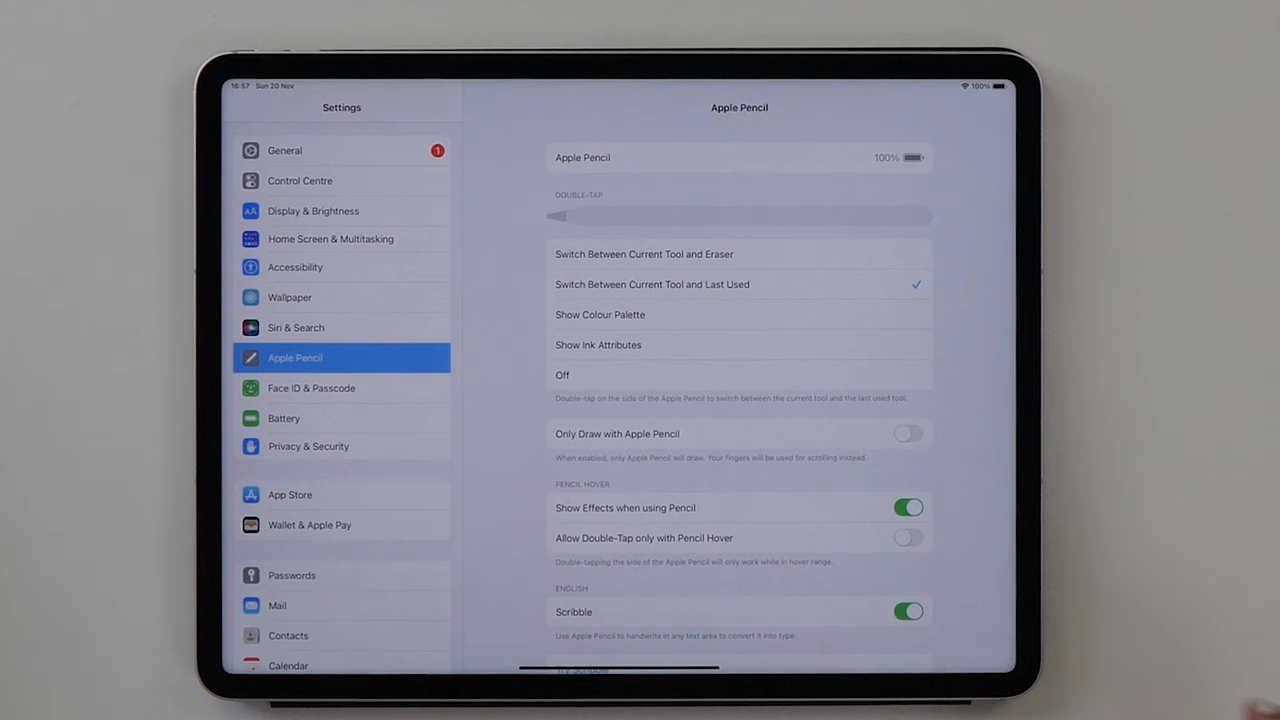 16:57 Sun 20 Nov
100%
Settings
General
1
Control Centre
Display & Brightness
Home Screen & Multitasking
Accessibility
Wallpaper
Siri & Search
Apple Pencil
Face ID & Passcode
Battery
Privacy & Security
App Store
Wallet & Apple Pay
Passwords
Mail
Contacts
Calendar
Apple Pencil
Apple Pencil 100%
DOUBLE-TAP
Switch Between Current Tool and Eraser
Switch Between Current Tool and Last Used
Show Colour Palette
Show Ink Attributes
Off
Double-tap on the side of the Apple Pencil to switch between the current tool and the last used tool.
Only Draw with Apple Pencil
When enabled, only Apple Pencil will draw. Your fingers will be used for scrolling instead.
PENCIL HOVER
Show Effects when using Pencil
Allow Double-Tap only with Pencil Hover
Double-tapping the side of the Apple Pencil will only work while in hover range.
ENGLISH
Scribble
Use Apple Pencil to handwrite in any text area to convert it into type.
Try Scribble